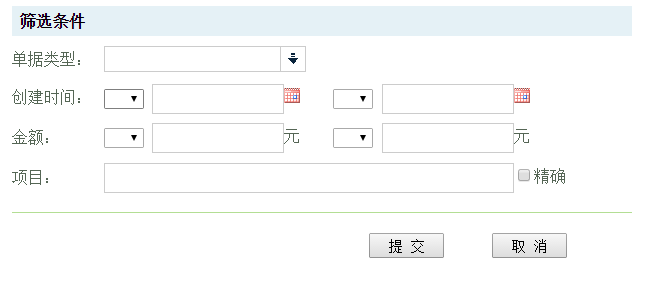 筛选条件
单据类型：
创建时间：
金额： 元 元
项目： 精确
提 交 取 消